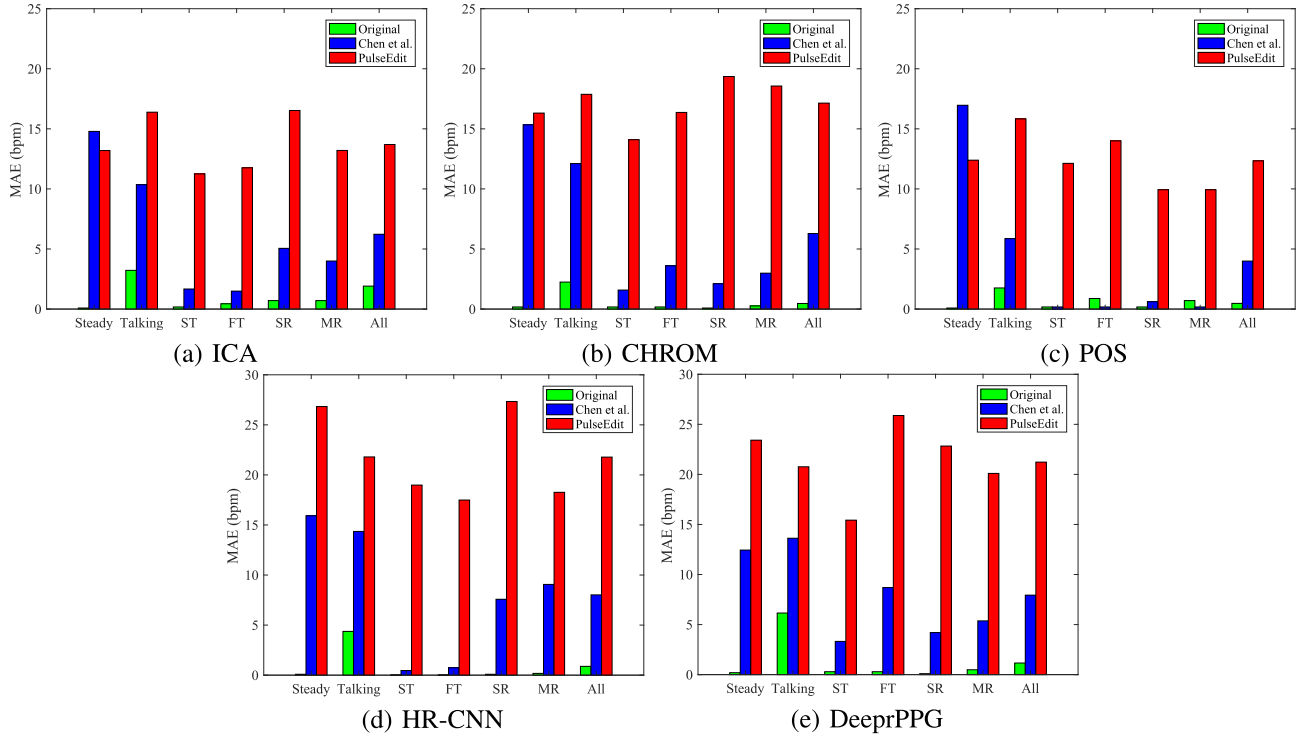 25
20
15
10
5
0
MAE (bpm)
Original
Chen et al.
PulseEdit
Steady Talking ST FT SR MR All
(a) ICA
25
20
15
10
5
0
MAE (bpm)
Original
Chen et al.
PulseEdit
Steady Talking ST FT SR MR All
(b) CHROM
25
20
15
10
5
0
MAE (bpm)
Original
Chen et al.
PulseEdit
Steady Talking ST FT SR MR All
(c) POS
30
25
20
15
10
5
0
MAE (bpm)
Original
Chen et al.
PulseEdit
Steady Talking ST FT SR MR All
(d) HR-CNN
30
25
20
15
10
5
0
MAE (bpm)
Original
Chen et al.
PulseEdit
Steady Talking ST FT SR MR All
(e) DeeprPPG